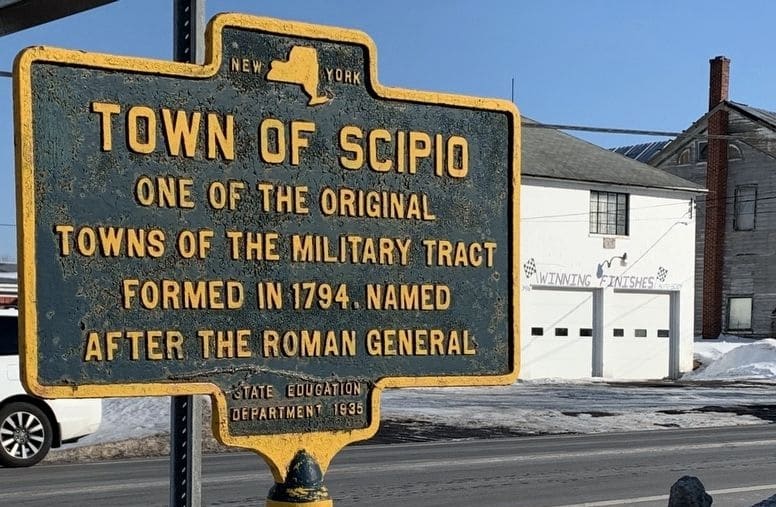 NEW YORK
TOWN OF SCIPIO
ONE OF THE ORIGINAL
TOWNS OF THE MILITARY TRACT
FORMED IN 1794. NAMED
AFTER THE ROMAN GENERAL
STATE EDUCATION
DEPARTMENT 1935
WINNING FINISHES